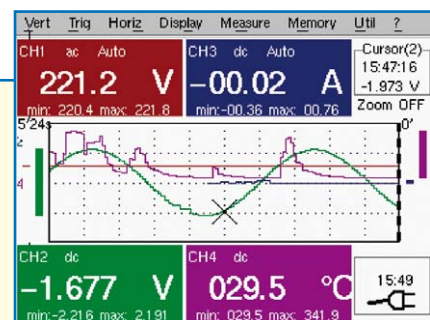 Vert Trig Horiz Display Measure Memory Util ?
CH1 ac Auto
221.2 V
min: 220.4 max: 221.8
CH3 dc Auto
-00.02 A
min:-00.36 max: 00.76
Cursor(2)
15:47:16
-1.973 V
Zoom OFF
5'24s
0'
2
4
CH2 dc
-1.677 V
min:-2.216 max: 2.191
CH4 dc
029.5 °C
min: 029.5 max: 341.9
15:49